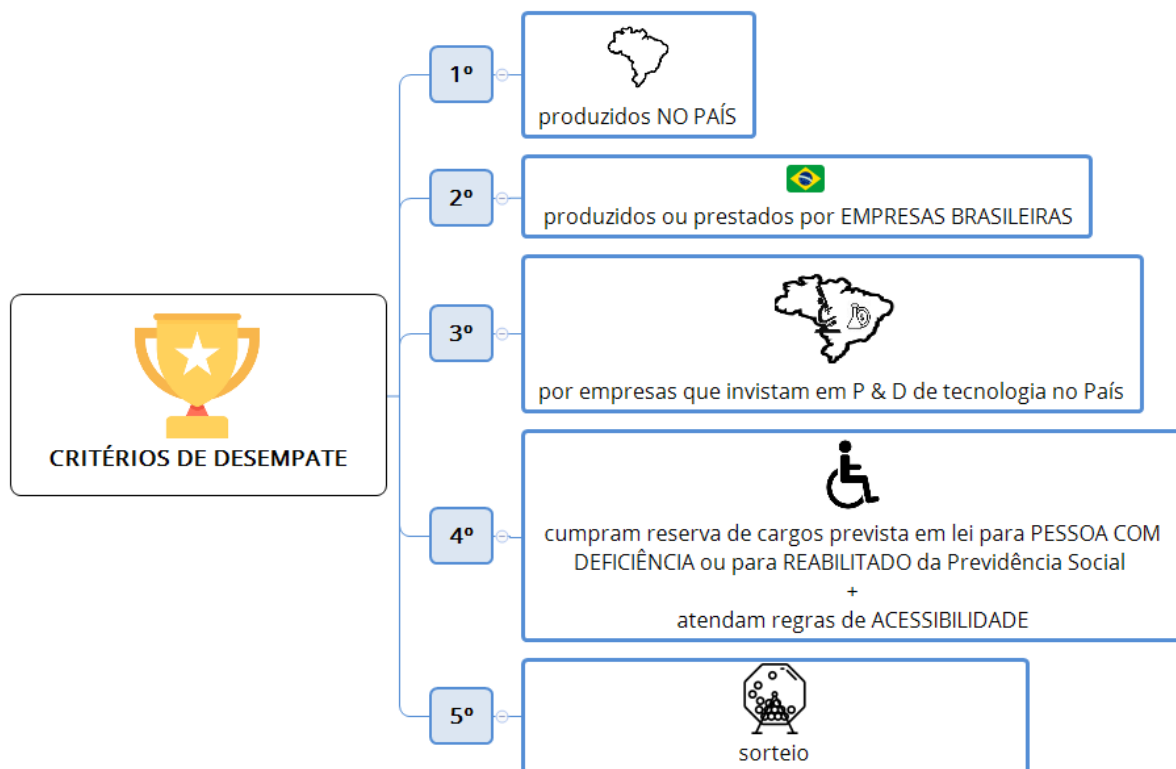 1º
produzidos NO PAÍS
2º
produzidos ou prestados por EMPRESAS BRASILEIRAS
3º
por empresas que invistam em P & D de tecnologia no País
CRITÉRIOS DE DESEMPATE
4º
cumpram reserva de cargos prevista em lei para PESSOA COM
DEFICIÊNCIA ou para REABILITADO da Previdência Social
+
atendam regras de ACESSIBILIDADE
5º
sorteio